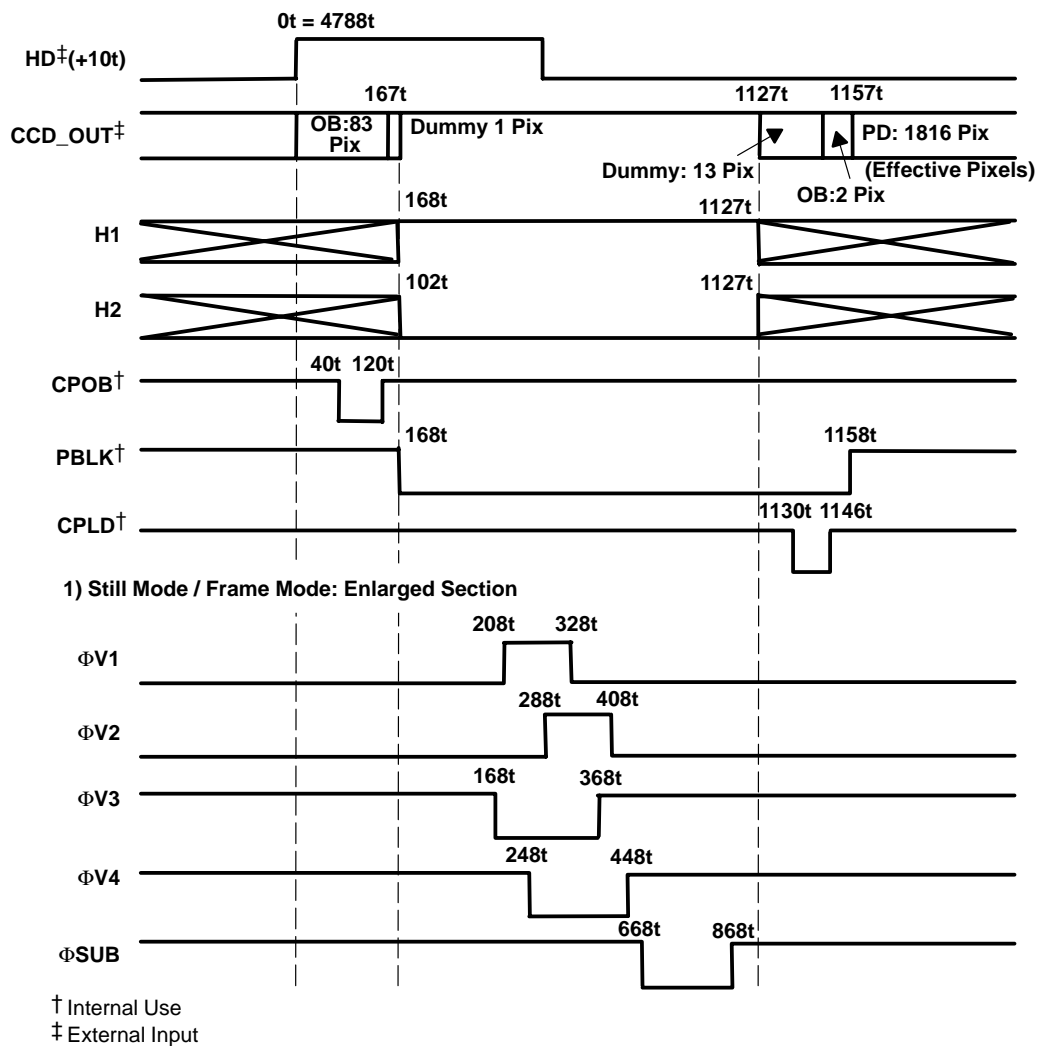 0t = 4788t
HD‡(+10t)
167t
1127t
1157t
CCD_OUT‡
OB:83
Pix
Dummy 1 Pix
PD: 1816 Pix
Dummy: 13 Pix
(Effective Pixels)
OB:2 Pix
168t
1127t
H1
102t
1127t
H2
40t
120t
CPOB†
168t
1158t
PBLK†
1130t
1146t
CPLD†
1) Still Mode / Frame Mode: Enlarged Section
208t
328t
ΦV1
288t
408t
ΦV2
168t
368t
ΦV3
248t
448t
ΦV4
668t
868t
ΦSUB
† Internal Use
‡ External Input